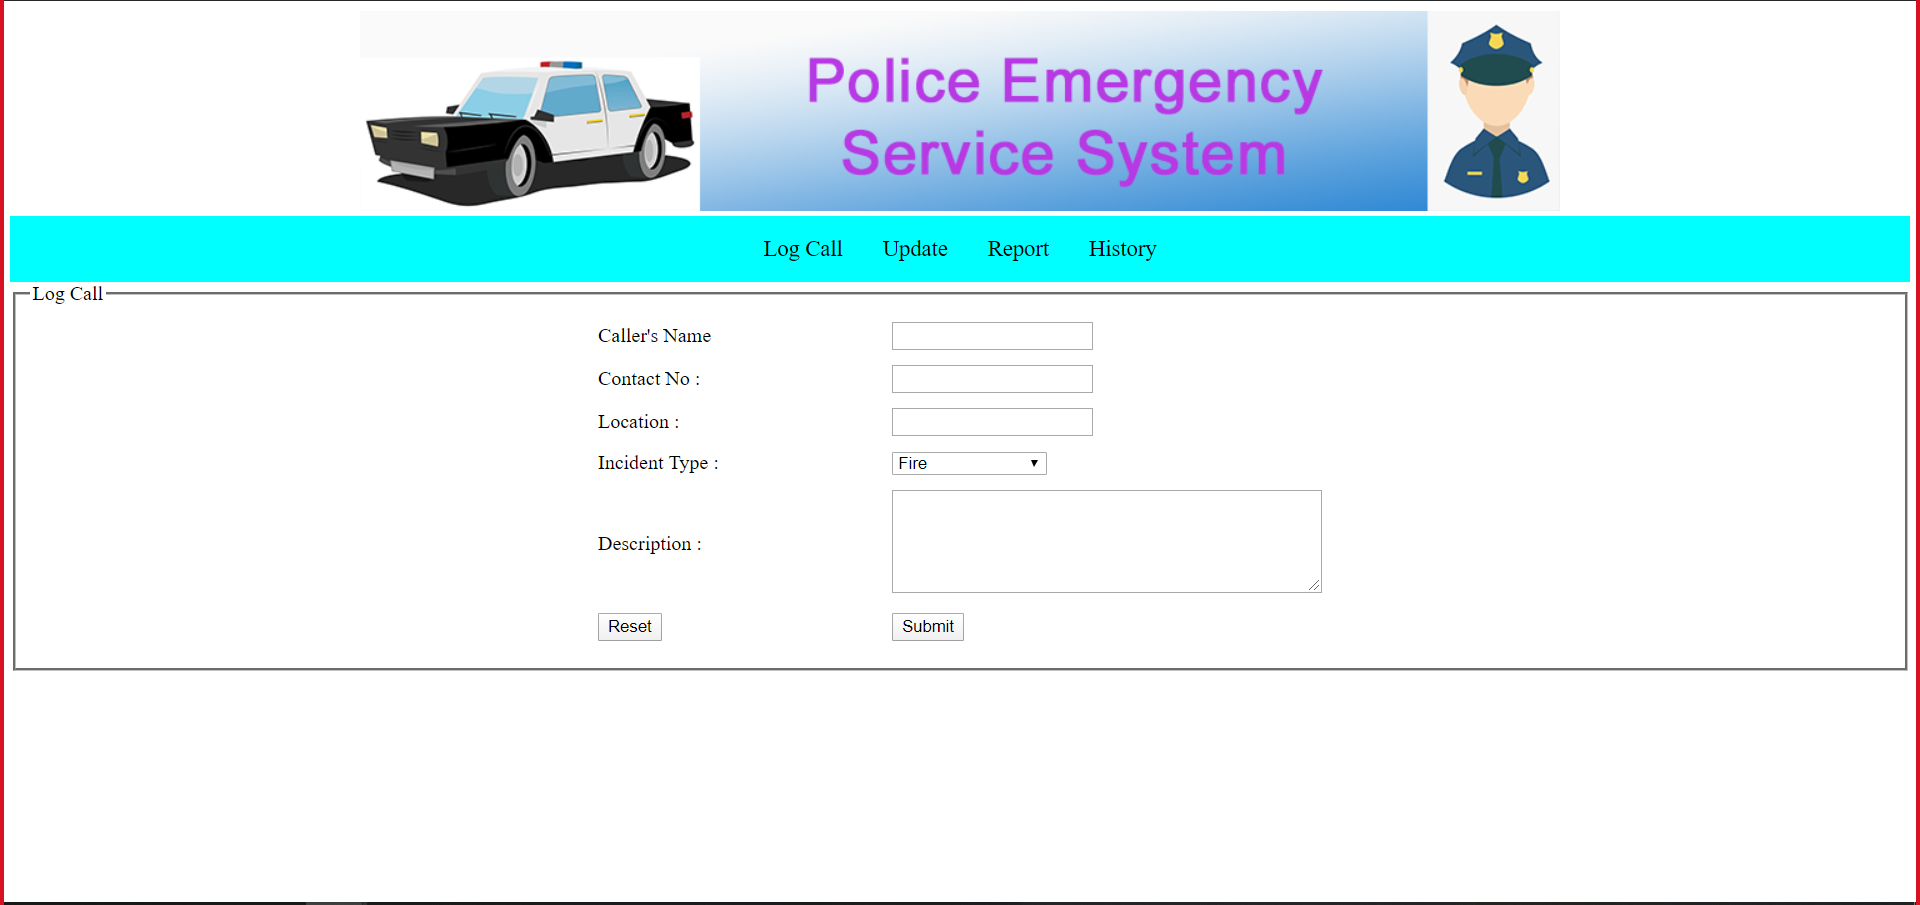 Police Emergency
Service System
Log Call Update Report History
Log Call
Caller's Name
Contact No :
Location :
Incident Type : Fire
Description :
Reset Submit